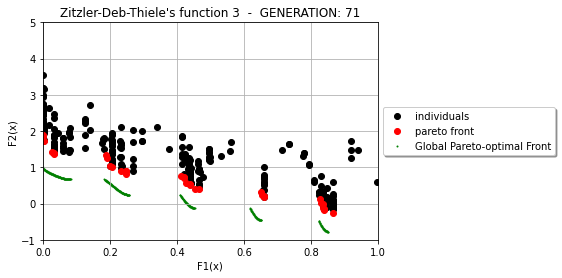 Zitzler-Deb-Thiele's function 3  -  GENERATION: 71
5
4
3
2
1
0
−1
F2(x)
0.0 0.2 0.4 0.6 0.8 1.0
F1(x)
individuals
pareto front
Global Pareto-optimal Front